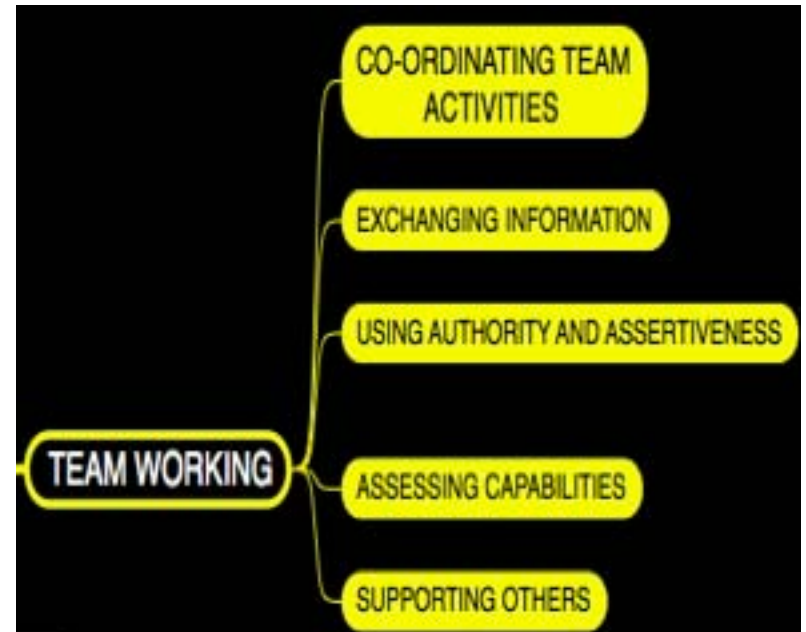 CO-ORDINATING TEAM
ACTIVITIES
EXCHANGING INFORMATION
USING AUTHORITY AND ASSERTIVENESS
TEAM WORKING
ASSESSING CAPABILITIES
SUPPORTING OTHERS